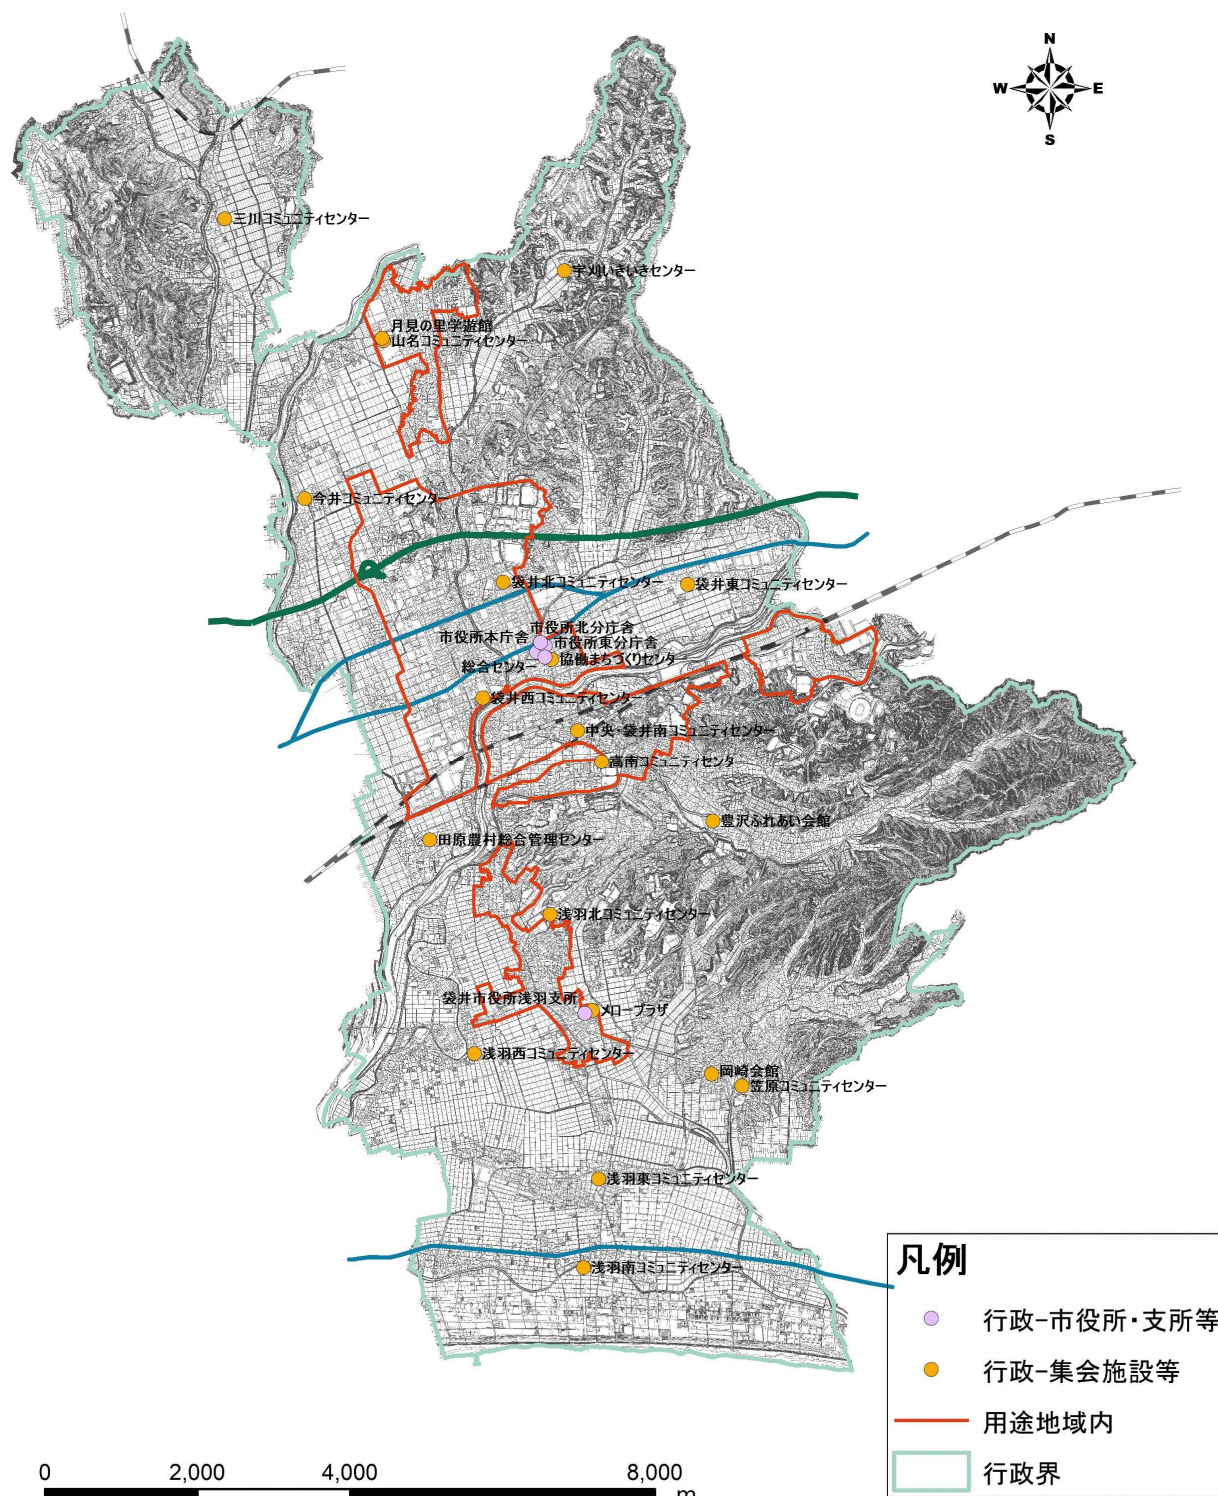 N
W
E
S
三川コミュニティセンター
宇刈いきいきセンター
月見の里学遊館
山名コミュニティセンター
今井コミュニティセンター
袋井北コミュニティセンター
袋井東コミュニティセンター
市役所北分庁舎
市役所本庁舎
市役所東分庁舎
総合センター
協働まちづくりセンター
袋井西コミュニティセンター
中央・袋井南コミュニティセンター
高南コミュニティセンター
豊沢ふれあい会館
田原農村総合管理センター
浅羽北コミュニティセンター
袋井市役所浅羽支所
メロープラザ
浅羽西コミュニティセンター
岡崎会館
笠原コミュニティセンター
浅羽東コミュニティセンター
浅羽南コミュニティセンター
凡例
行政-市役所・支所等
行政-集会施設等
用途地域内
行政界
0
2,000
4,000
8,000
m